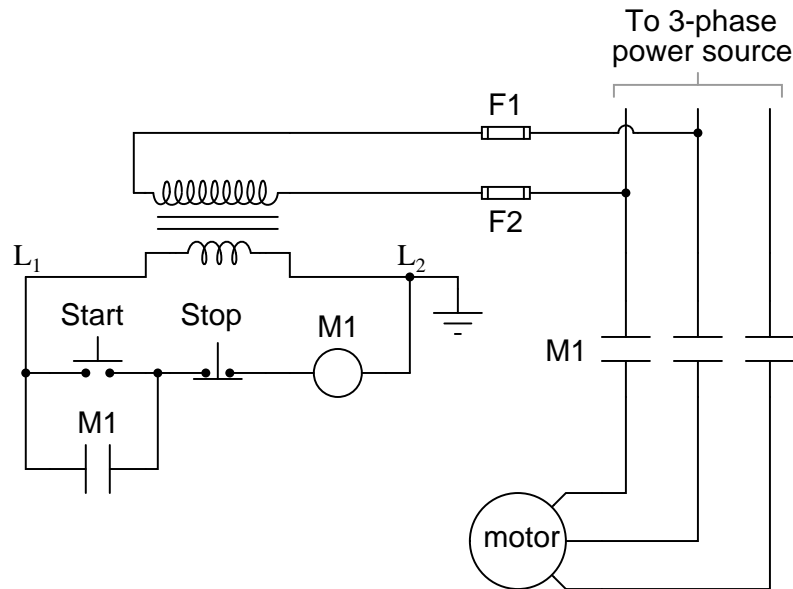 To 3-phase
power source
F1
F2
L1
L2
Start
Stop
M1
M1
M1
motor